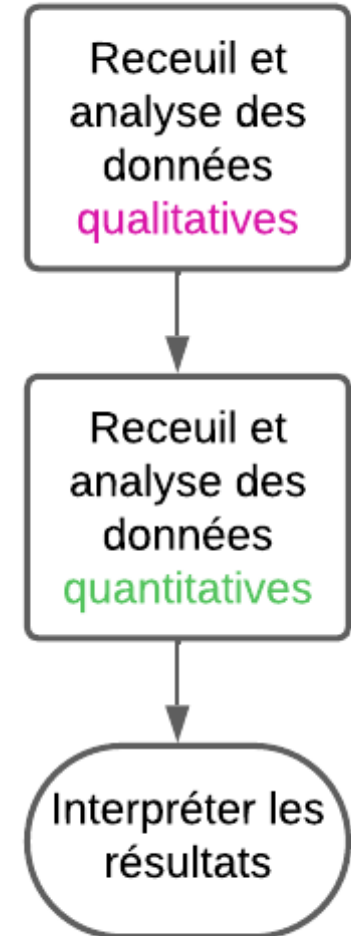 Receuil et
analyse des
données
qualitatives
Receuil et
analyse des
données
quantitatives
Interpréter les
résultats